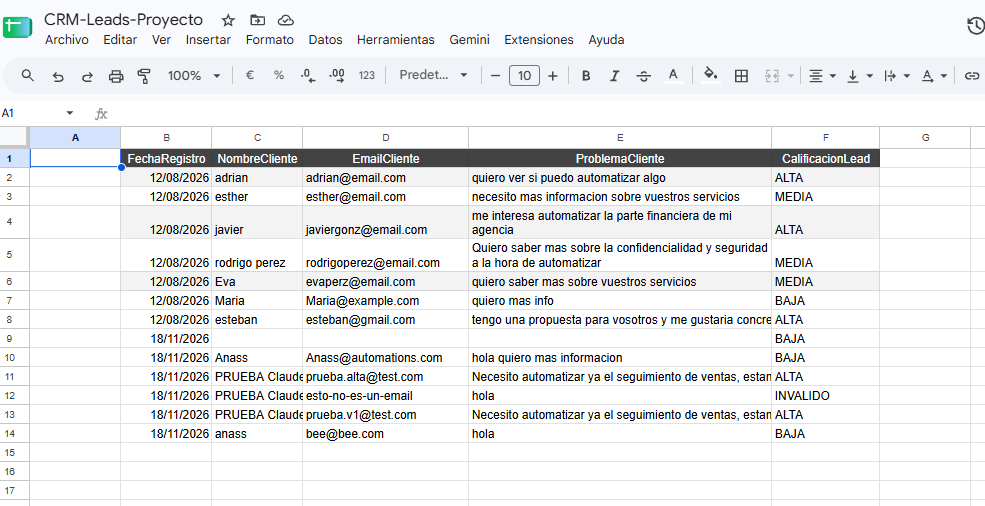 CRM-Leads-Proyecto
Archivo Editar Ver Insertar Formato Datos Herramientas Gemini Extensiones Ayuda
100% € % .0 .00 123 Predet... 10 B I S A A
A1 fx
A B C D E F G
1 FechaRegistro NombreCliente EmailCliente ProblemaCliente CalificacionLead
2 12/08/2026 adrian adrian@email.com quiero ver si puedo automatizar algo ALTA
3 12/08/2026 esther esther@email.com necesito mas informacion sobre vuestros servicios MEDIA
me interesa automatizar la parte financiera de mi
4 12/08/2026 javier javiergonz@email.com agencia ALTA
Quiero saber mas sobre la confidencialidad y seguridad
5 12/08/2026 rodrigo perez rodrigoperez@email.com a la hora de automatizar MEDIA
6 12/08/2026 Eva evaperz@email.com quiero saber mas sobre vuestros servicios MEDIA
7 12/08/2026 Maria Maria@example.com quiero mas info BAJA
8 12/08/2026 esteban esteban@gmail.com tengo una propuesta para vosotros y me gustaria concre ALTA
9 18/11/2026 BAJA
10 18/11/2026 Anass Anass@automations.com hola quiero mas informacion BAJA
11 18/11/2026 PRUEBA Claude prueba.alta@test.com Necesito automatizar ya el seguimiento de ventas, estan ALTA
12 18/11/2026 PRUEBA Claude esto-no-es-un-email hola INVALIDO
13 18/11/2026 PRUEBA Claude prueba.v1@test.com Necesito automatizar ya el seguimiento de ventas, estan ALTA
14 18/11/2026 anass bee@bee.com hola BAJA
15
16
17